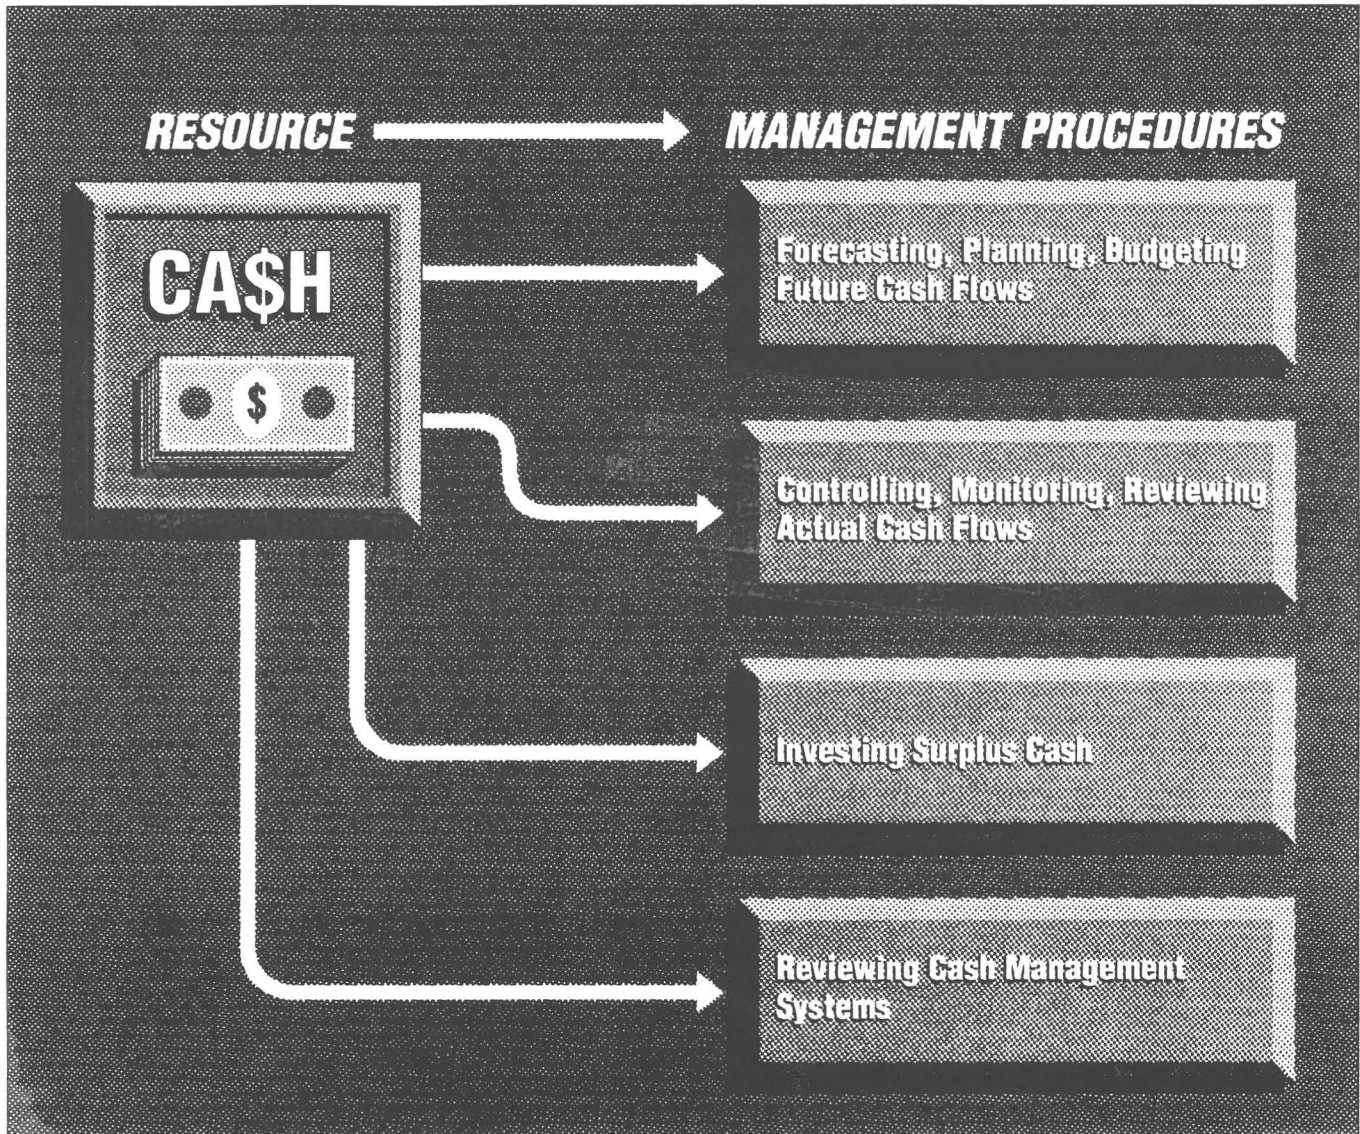 RESOURCE
MANAGEMENT PROCEDURES
CA$H
$
Forecasting, Planning, Budgeting
Future Cash Flows
Controlling, Monitoring, Reviewing
Actual Cash Flows
Investing Surplus Cash
Reviewing Cash Management
Systems